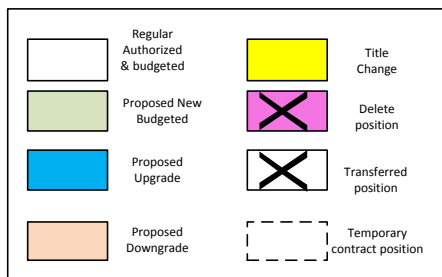 Regular
Authorized
& budgeted
Title
Change
Proposed New
Budgeted
Delete
position
Proposed
Upgrade
Transferred
position
Proposed
Downgrade
Temporary
contract position